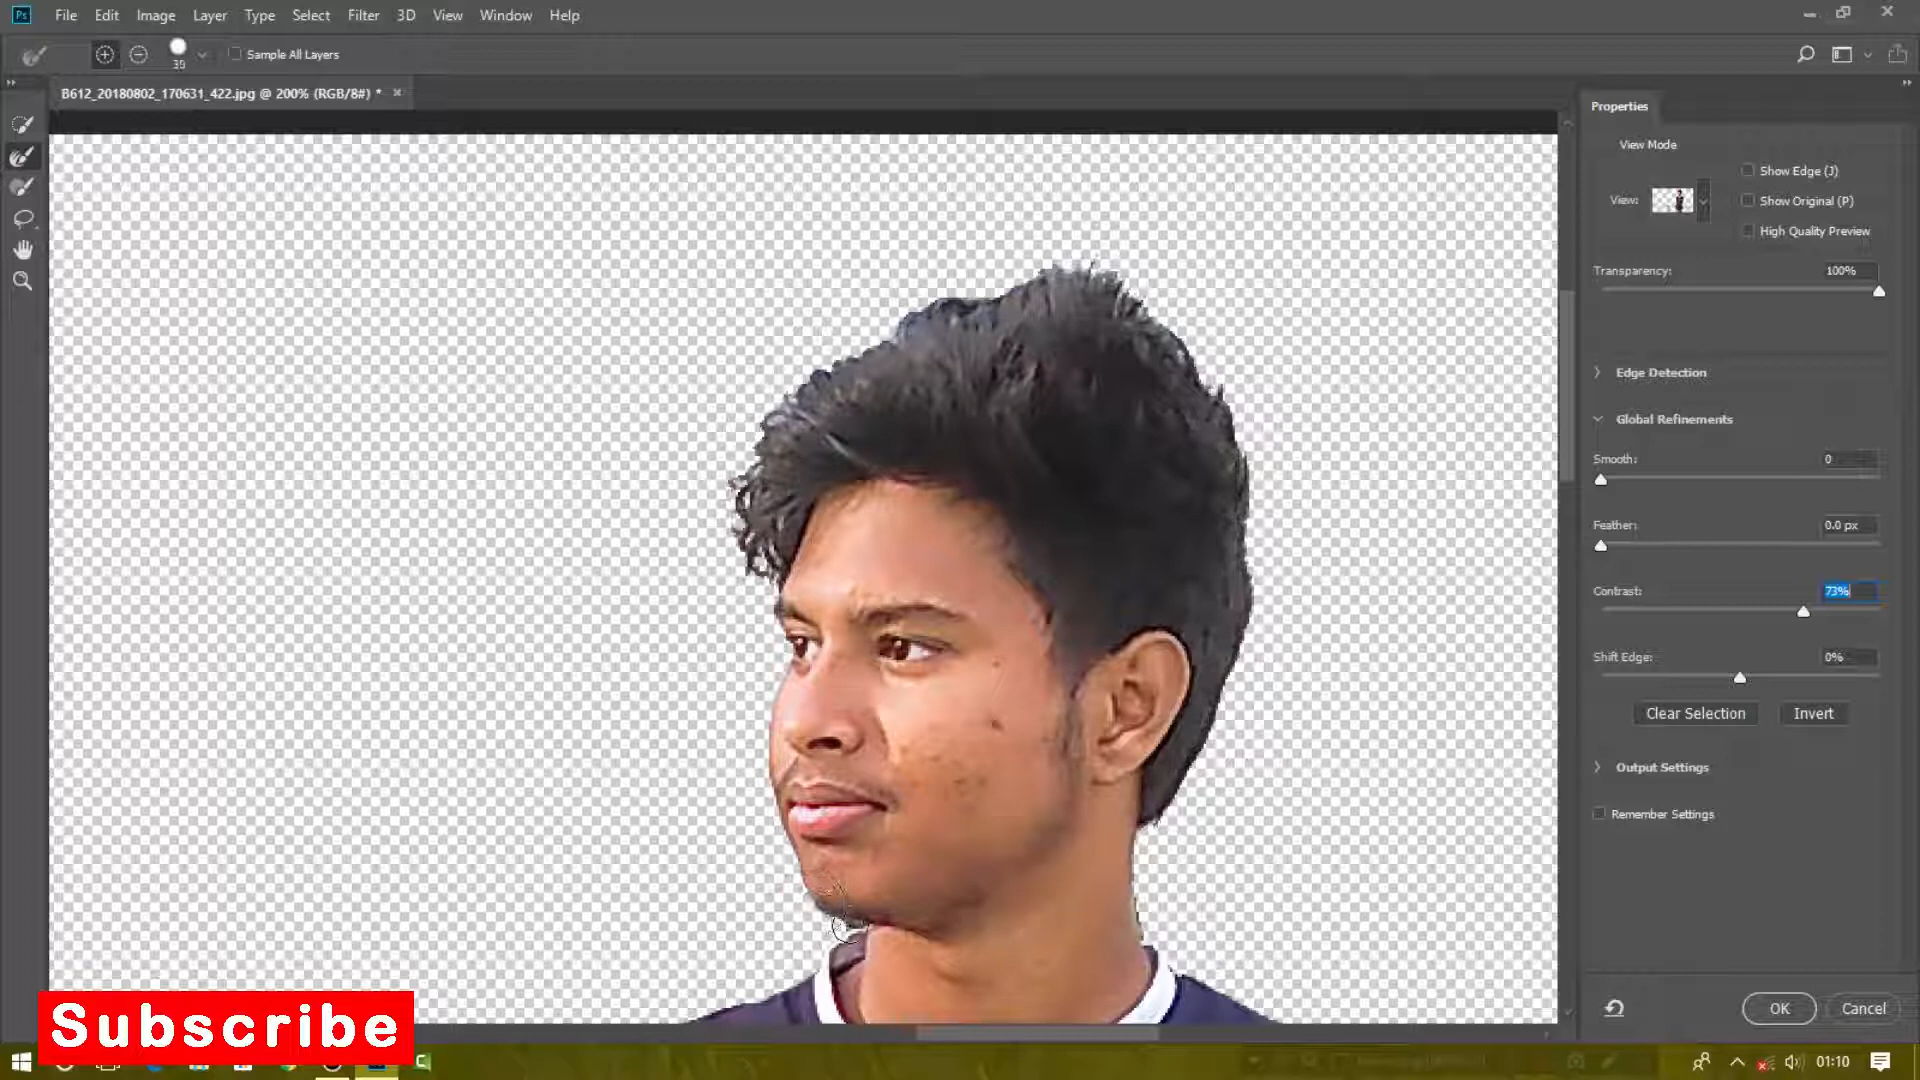 Ps File Edit Image Layer Type Select Filter 3D View Window Help
39 Sample All Layers
B612_20180802_170631_422.jpg @ 200% (RGB/8#) *
Properties
View Mode
Show Edge (J)
View:
Show Original (P)
High Quality Preview
Transparency: 100%
Edge Detection
Global Refinements
Smooth: 0
Feather: 0.0 px
Contrast: 73%
Shift Edge: 0%
Clear Selection Invert
Output Settings
Remember Settings
OK Cancel
Subscribe
01:10